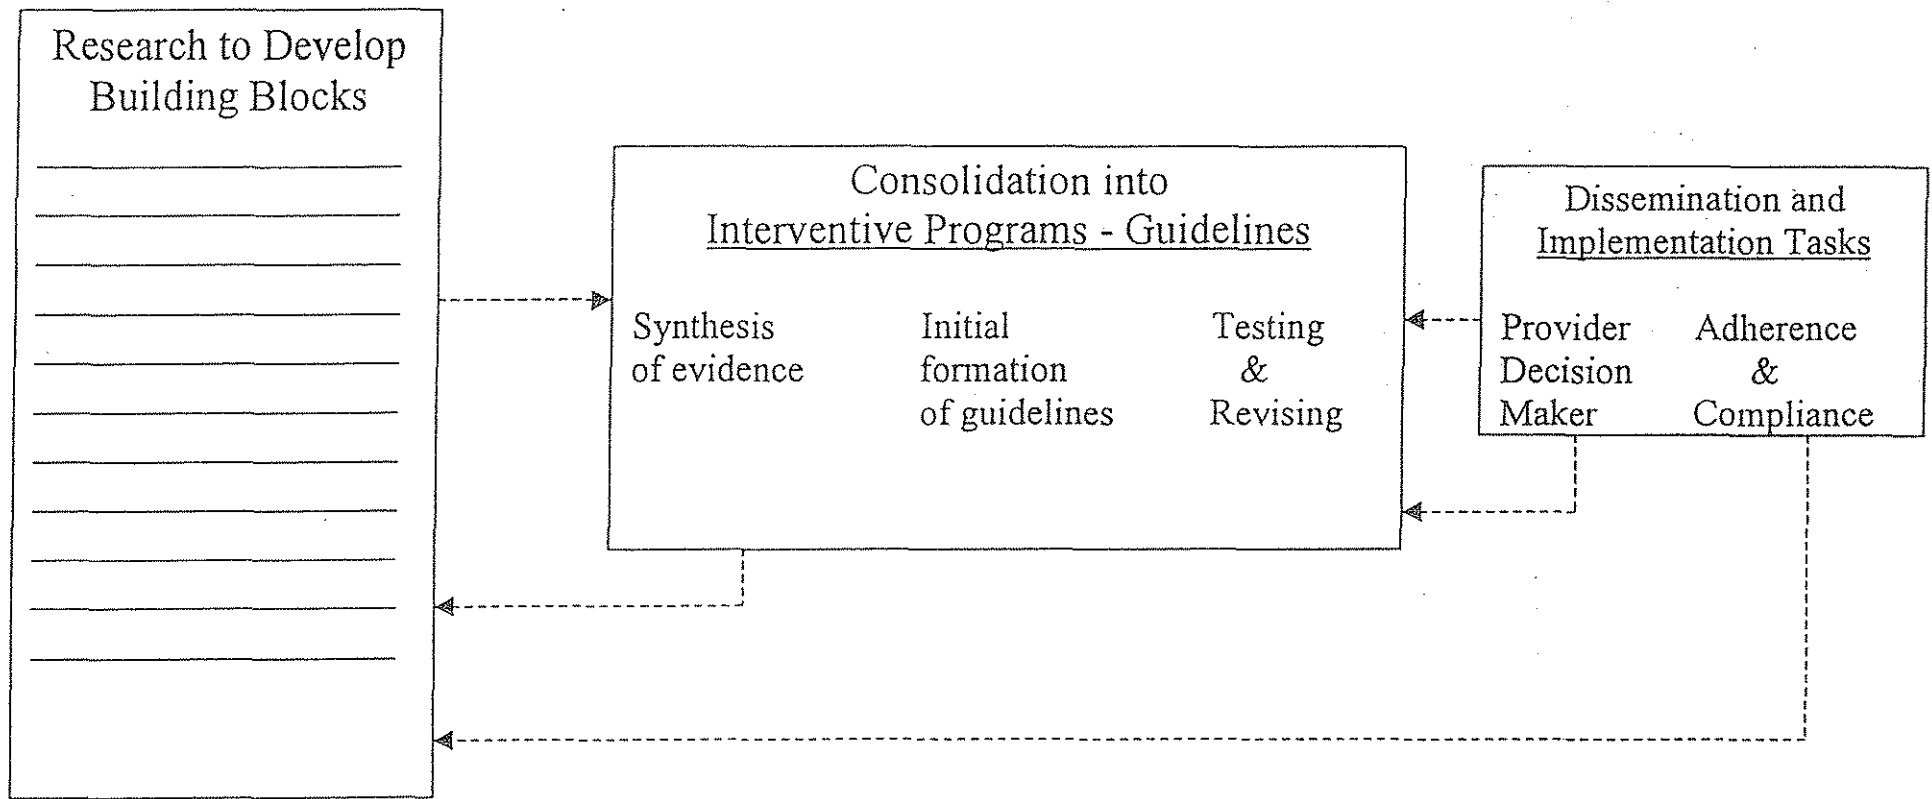 Research to Develop
Building Blocks
Consolidation into
Interventive Programs - Guidelines
Synthesis
of evidence
Initial
formation
of guidelines
Testing
&
Revising
Dissemination and
Implementation Tasks
Provider
Decision
Maker
Adherence
&
Compliance